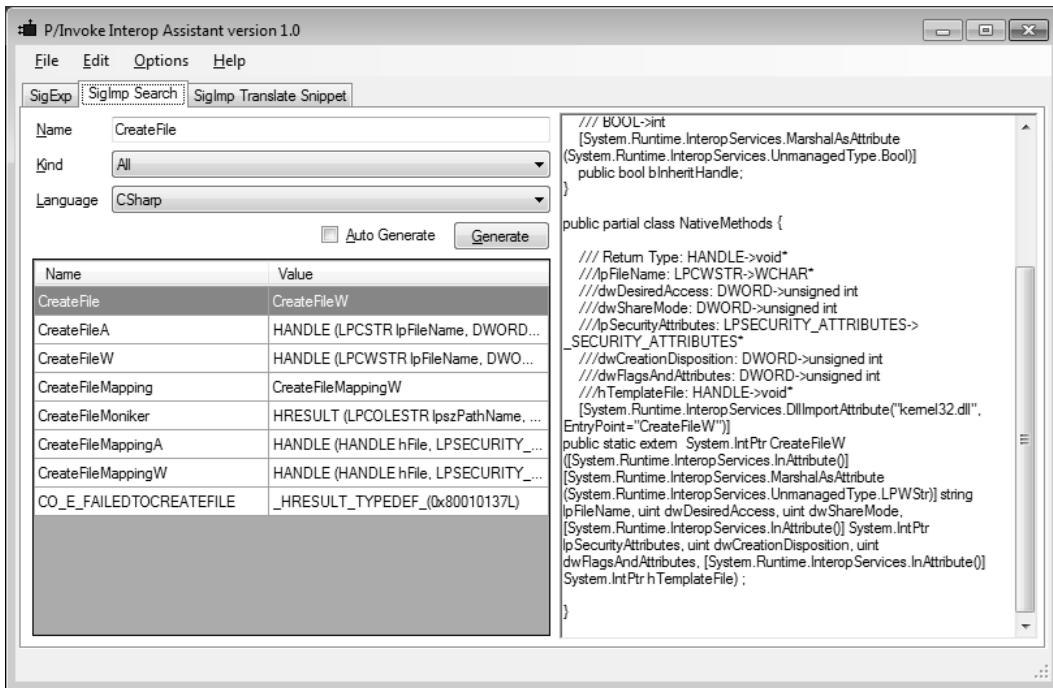 P/Invoke Interop Assistant version 1.0
File Edit Options Help
SigExp SigImp Search SigImp Translate Snippet
Name CreateFile
Kind All
Language CSharp
Auto Generate Generate
Name Value
CreateFile CreateFileW
CreateFileA HANDLE (LPCSTR lpFileName, DWORD...
CreateFileW HANDLE (LPCWSTR lpFileName, DWO...
CreateFileMapping CreateFileMappingW
CreateFileMoniker HRESULT (LPCOLESTR lpszPathName, ...
CreateFileMappingA HANDLE (HANDLE hFile, LPSECURITY_...
CreateFileMappingW HANDLE (HANDLE hFile, LPSECURITY_...
CO_E_FAILEDTOCREATEFILE _HRESULT_TYPEDEF_(0x80010137L)
/// BOOL->int
[System.Runtime.InteropServices.MarshalAsAttribute
(System.Runtime.InteropServices.UnmanagedType.Bool)]
public bool bInheritHandle;
}
public partial class NativeMethods {
/// Return Type: HANDLE->void*
///lpFileName: LPCWSTR->WCHAR*
///dwDesiredAccess: DWORD->unsigned int
///dwShareMode: DWORD->unsigned int
///lpSecurityAttributes: LPSECURITY_ATTRIBUTES->
_SECURITY_ATTRIBUTES*
///dwCreationDisposition: DWORD->unsigned int
///dwFlagsAndAttributes: DWORD->unsigned int
///hTemplateFile: HANDLE->void*
[System.Runtime.InteropServices.DllImportAttribute("kernel32.dll",
EntryPoint="CreateFileW")]
public static extern System.IntPtr CreateFileW
([System.Runtime.InteropServices.InAttribute()]
[System.Runtime.InteropServices.MarshalAsAttribute
(System.Runtime.InteropServices.UnmanagedType.LPWStr)] string
lpFileName, uint dwDesiredAccess, uint dwShareMode,
[System.Runtime.InteropServices.InAttribute()] System.IntPtr
lpSecurityAttributes, uint dwCreationDisposition, uint
dwFlagsAndAttributes, [System.Runtime.InteropServices.InAttribute()]
System.IntPtr hTemplateFile) ;
}